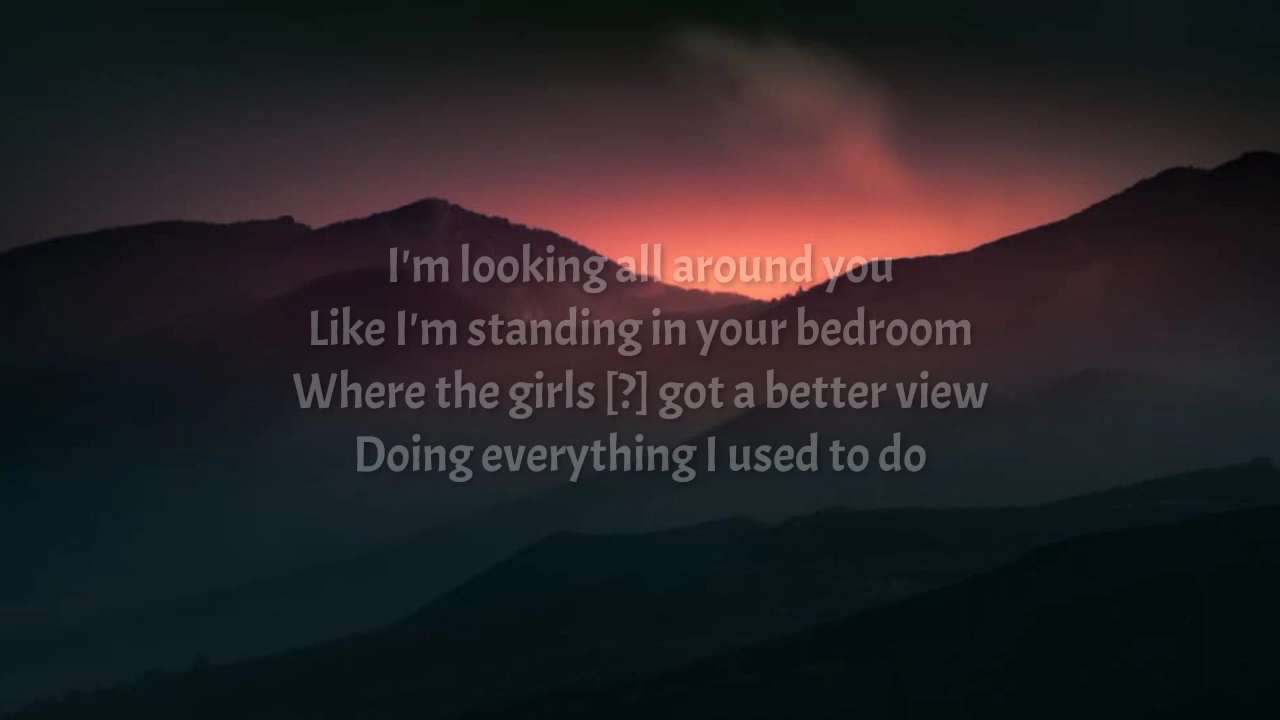 I'm looking all around you
Like I'm standing in your bedroom
Where the girls [?] got a better view
Doing everything I used to do